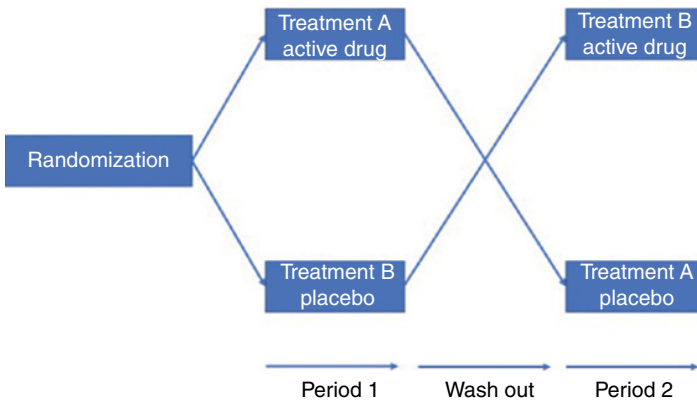 Treatment A
active drug
Treatment B
active drug
Randomization
Treatment B
placebo
Treatment A
placebo
Period 1
Wash out
Period 2